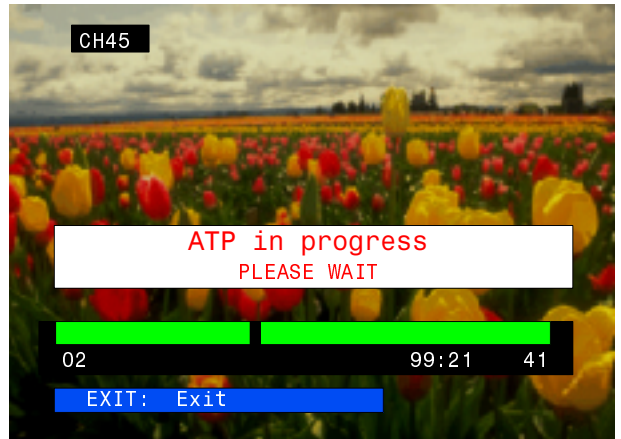 CH45
ATP in progress
PLEASE WAIT
02 99:21 41
EXIT: Exit